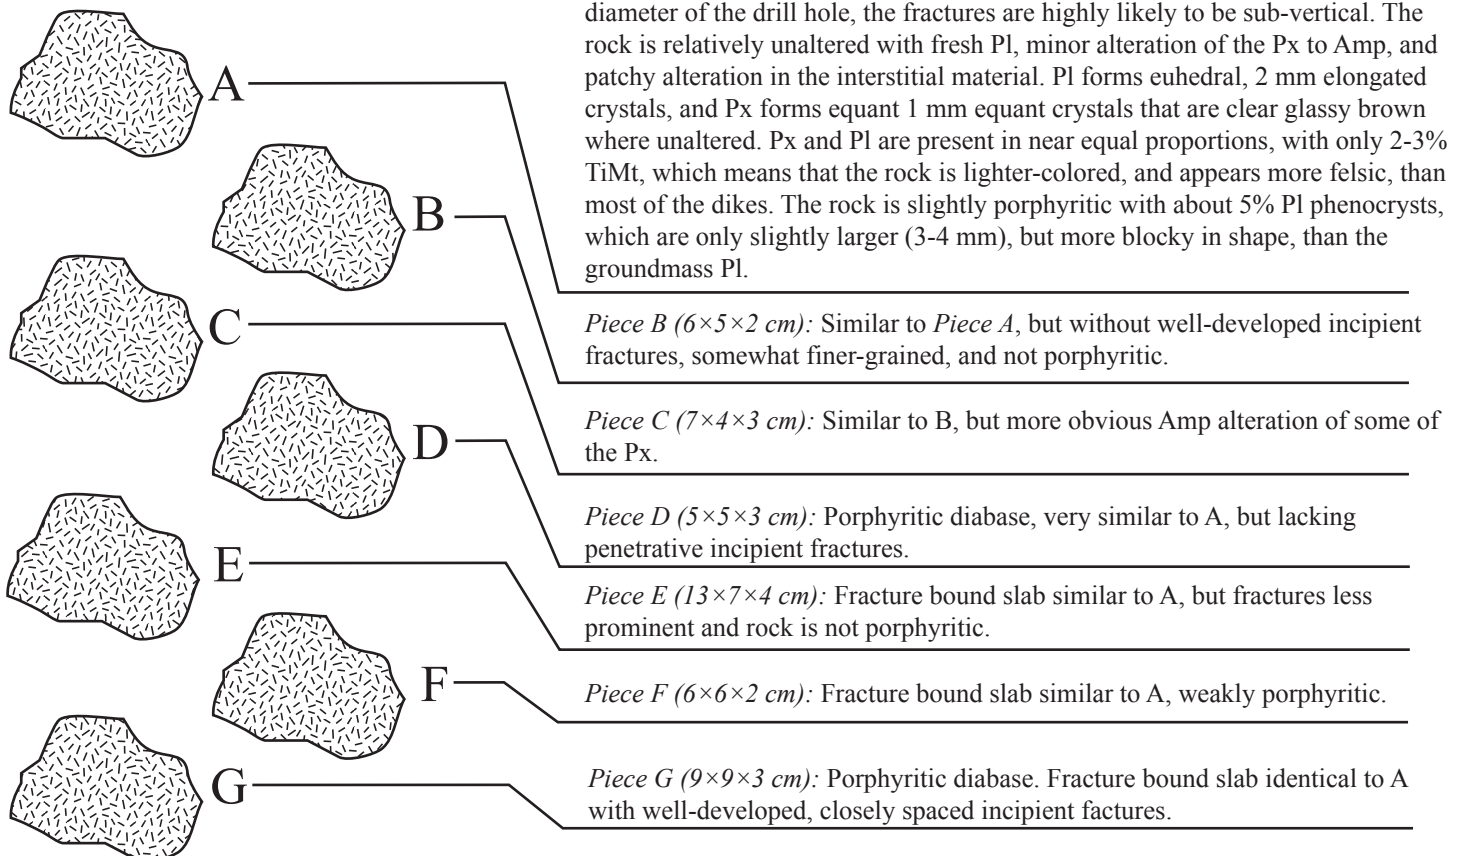 diameter of the drill hole, the fractures are highly likely to be sub-vertical. The
rock is relatively unaltered with fresh Pl, minor alteration of the Px to Amp, and
patchy alteration in the interstitial material. Pl forms euhedral, 2 mm elongated
crystals, and Px forms equant 1 mm equant crystals that are clear glassy brown
where unaltered. Px and Pl are present in near equal proportions, with only 2-3%
TiMt, which means that the rock is lighter-colored, and appears more felsic, than
most of the dikes. The rock is slightly porphyritic with about 5% Pl phenocrysts,
which are only slightly larger (3-4 mm), but more blocky in shape, than the
groundmass Pl.
A
B
Piece B (6×5×2 cm): Similar to Piece A, but without well-developed incipient
fractures, somewhat finer-grained, and not porphyritic.
C
Piece C (7×4×3 cm): Similar to B, but more obvious Amp alteration of some of
the Px.
D
Piece D (5×5×3 cm): Porphyritic diabase, very similar to A, but lacking
penetrative incipient fractures.
E
Piece E (13×7×4 cm): Fracture bound slab similar to A, but fractures less
prominent and rock is not porphyritic.
F
Piece F (6×6×2 cm): Fracture bound slab similar to A, weakly porphyritic.
G
Piece G (9×9×3 cm): Porphyritic diabase. Fracture bound slab identical to A
with well-developed, closely spaced incipient factures.